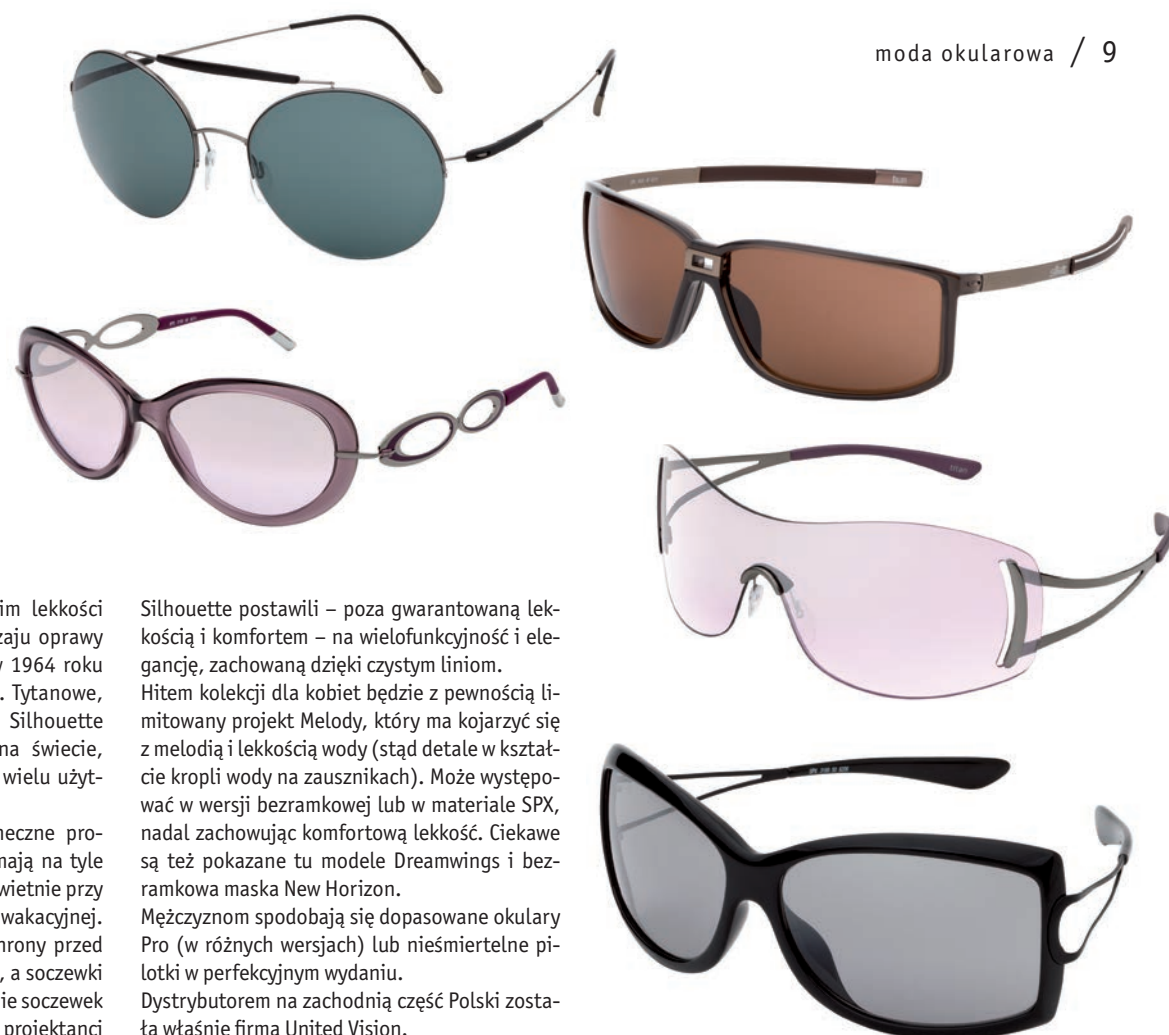 moda okularowa / 9
im lekkości
zaju oprawy
w 1964 roku
. Tytanowe,
Silhouette
na świecie,
wielu użyt-
neczne pro-
mają na tyle
wietnie przy
wakacyjnej.
hrony przed
, a soczewki
ie soczewek
projektanci
Silhouette postawili – poza gwarantowaną lek-
kością i komfortem – na wielofunkcyjność i ele-
gancję, zachowaną dzięki czystym liniom.
Hitem kolekcji dla kobiet będzie z pewnością li-
mitowany projekt Melody, który ma kojarzyć się
z melodią i lekkością wody (stąd detale w kształ-
cie kropli wody na zausznikach). Może występo-
wać w wersji bezramkowej lub w materiale SPX,
nadal zachowując komfortową lekkość. Ciekawe
są też pokazane tu modele Dreamwings i bez-
ramkowa maska New Horizon.
Mężczyznom spodobają się dopasowane okulary
Pro (w różnych wersjach) lub nieśmiertelne pi-
lotki w perfekcyjnym wydaniu.
Dystrybutorem na zachodnią część Polski zosta-
ła właśnie firma United Vision.
titan